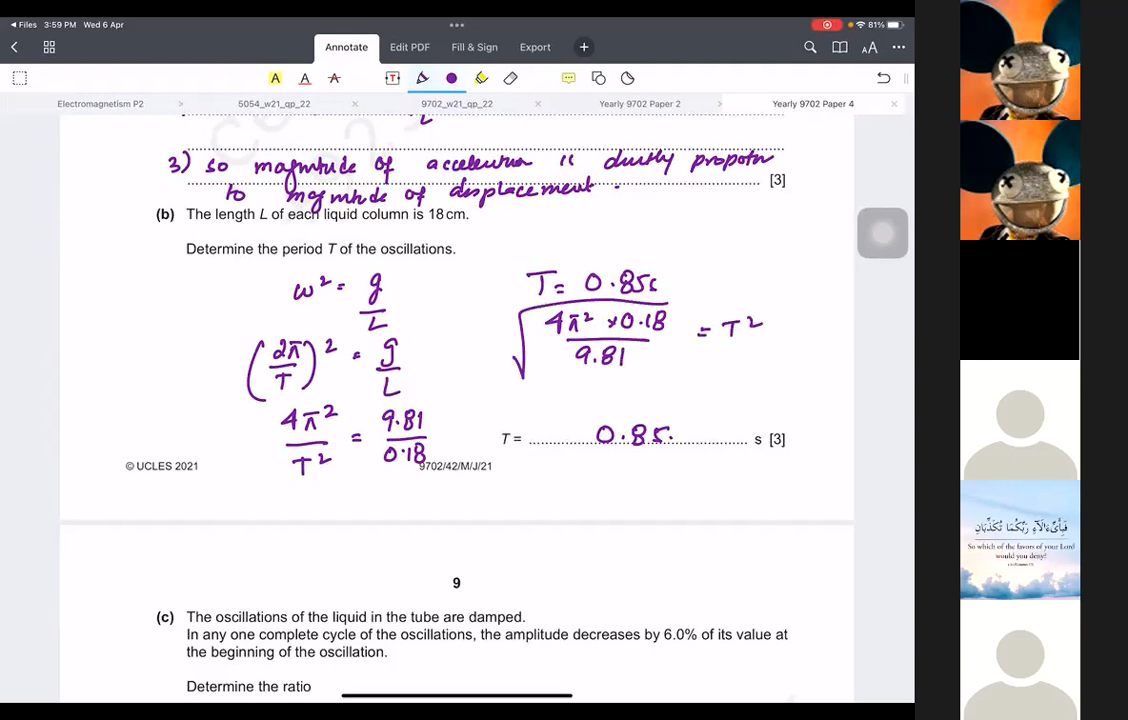 Files 3:59 PM Wed 6 Apr
81%
Annotate Edit PDF Fill & Sign Export
Electromagnetism P2 5054_w21_qp_22 9702_w21_qp_22 Yearly 9702 Paper 2 Yearly 9702 Paper 4
L
3) so magnitude of acceleration is directly proportn
to magnitude of displacement. [3]
(b) The length L of each liquid column is 18 cm.
Determine the period T of the oscillations.
ω² = g/L
(2π/T)² = g/L
4π²/T² = 9.81/0.18
T = 0.85s
√(4π² × 0.18/9.81) = T²
T = 0.85. s [3]
© UCLES 2021 9702/42/M/J/21
9
(c) The oscillations of the liquid in the tube are damped.
In any one complete cycle of the oscillations, the amplitude decreases by 6.0% of its value at
the beginning of the oscillation.
Determine the ratio
فَبِأَيِّ آلَاءِ رَبِّكُمَا تُكَذِّبَانِ
So which of the favors of your Lord
would you deny?